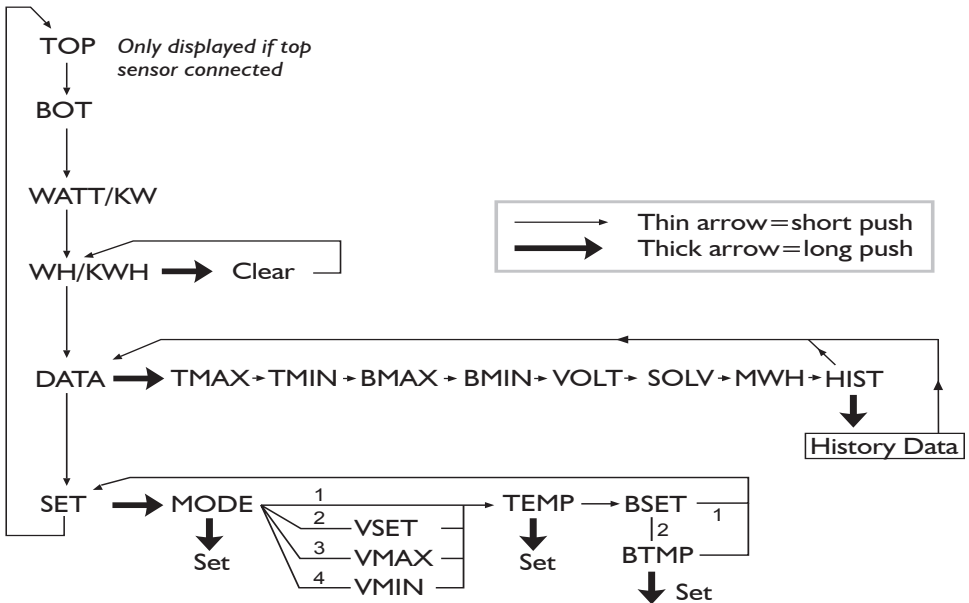 TOP Only displayed if top
sensor connected
BOT
WATT/KW
Thin arrow=short push
Thick arrow=long push
WH/KWH Clear
DATA TMAX TMIN BMAX BMIN VOLT SOLV MWH HIST
History Data
SET MODE 1 TEMP BSET 1
2 VSET
Set
3 VMAX
4 VMIN
Set
2
BTMP
Set